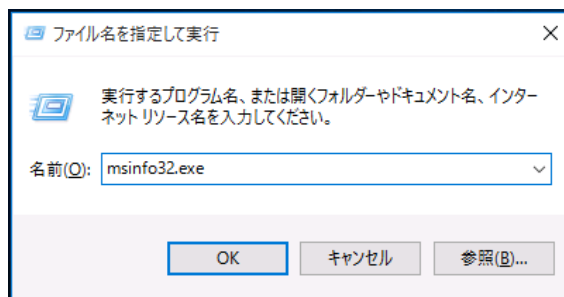 ファイル名を指定して実行
実行するプログラム名、または開くフォルダーやドキュメント名、インター
ネット リソース名を入力してください。
名前(O): msinfo32.exe
OK キャンセル 参照(B)...